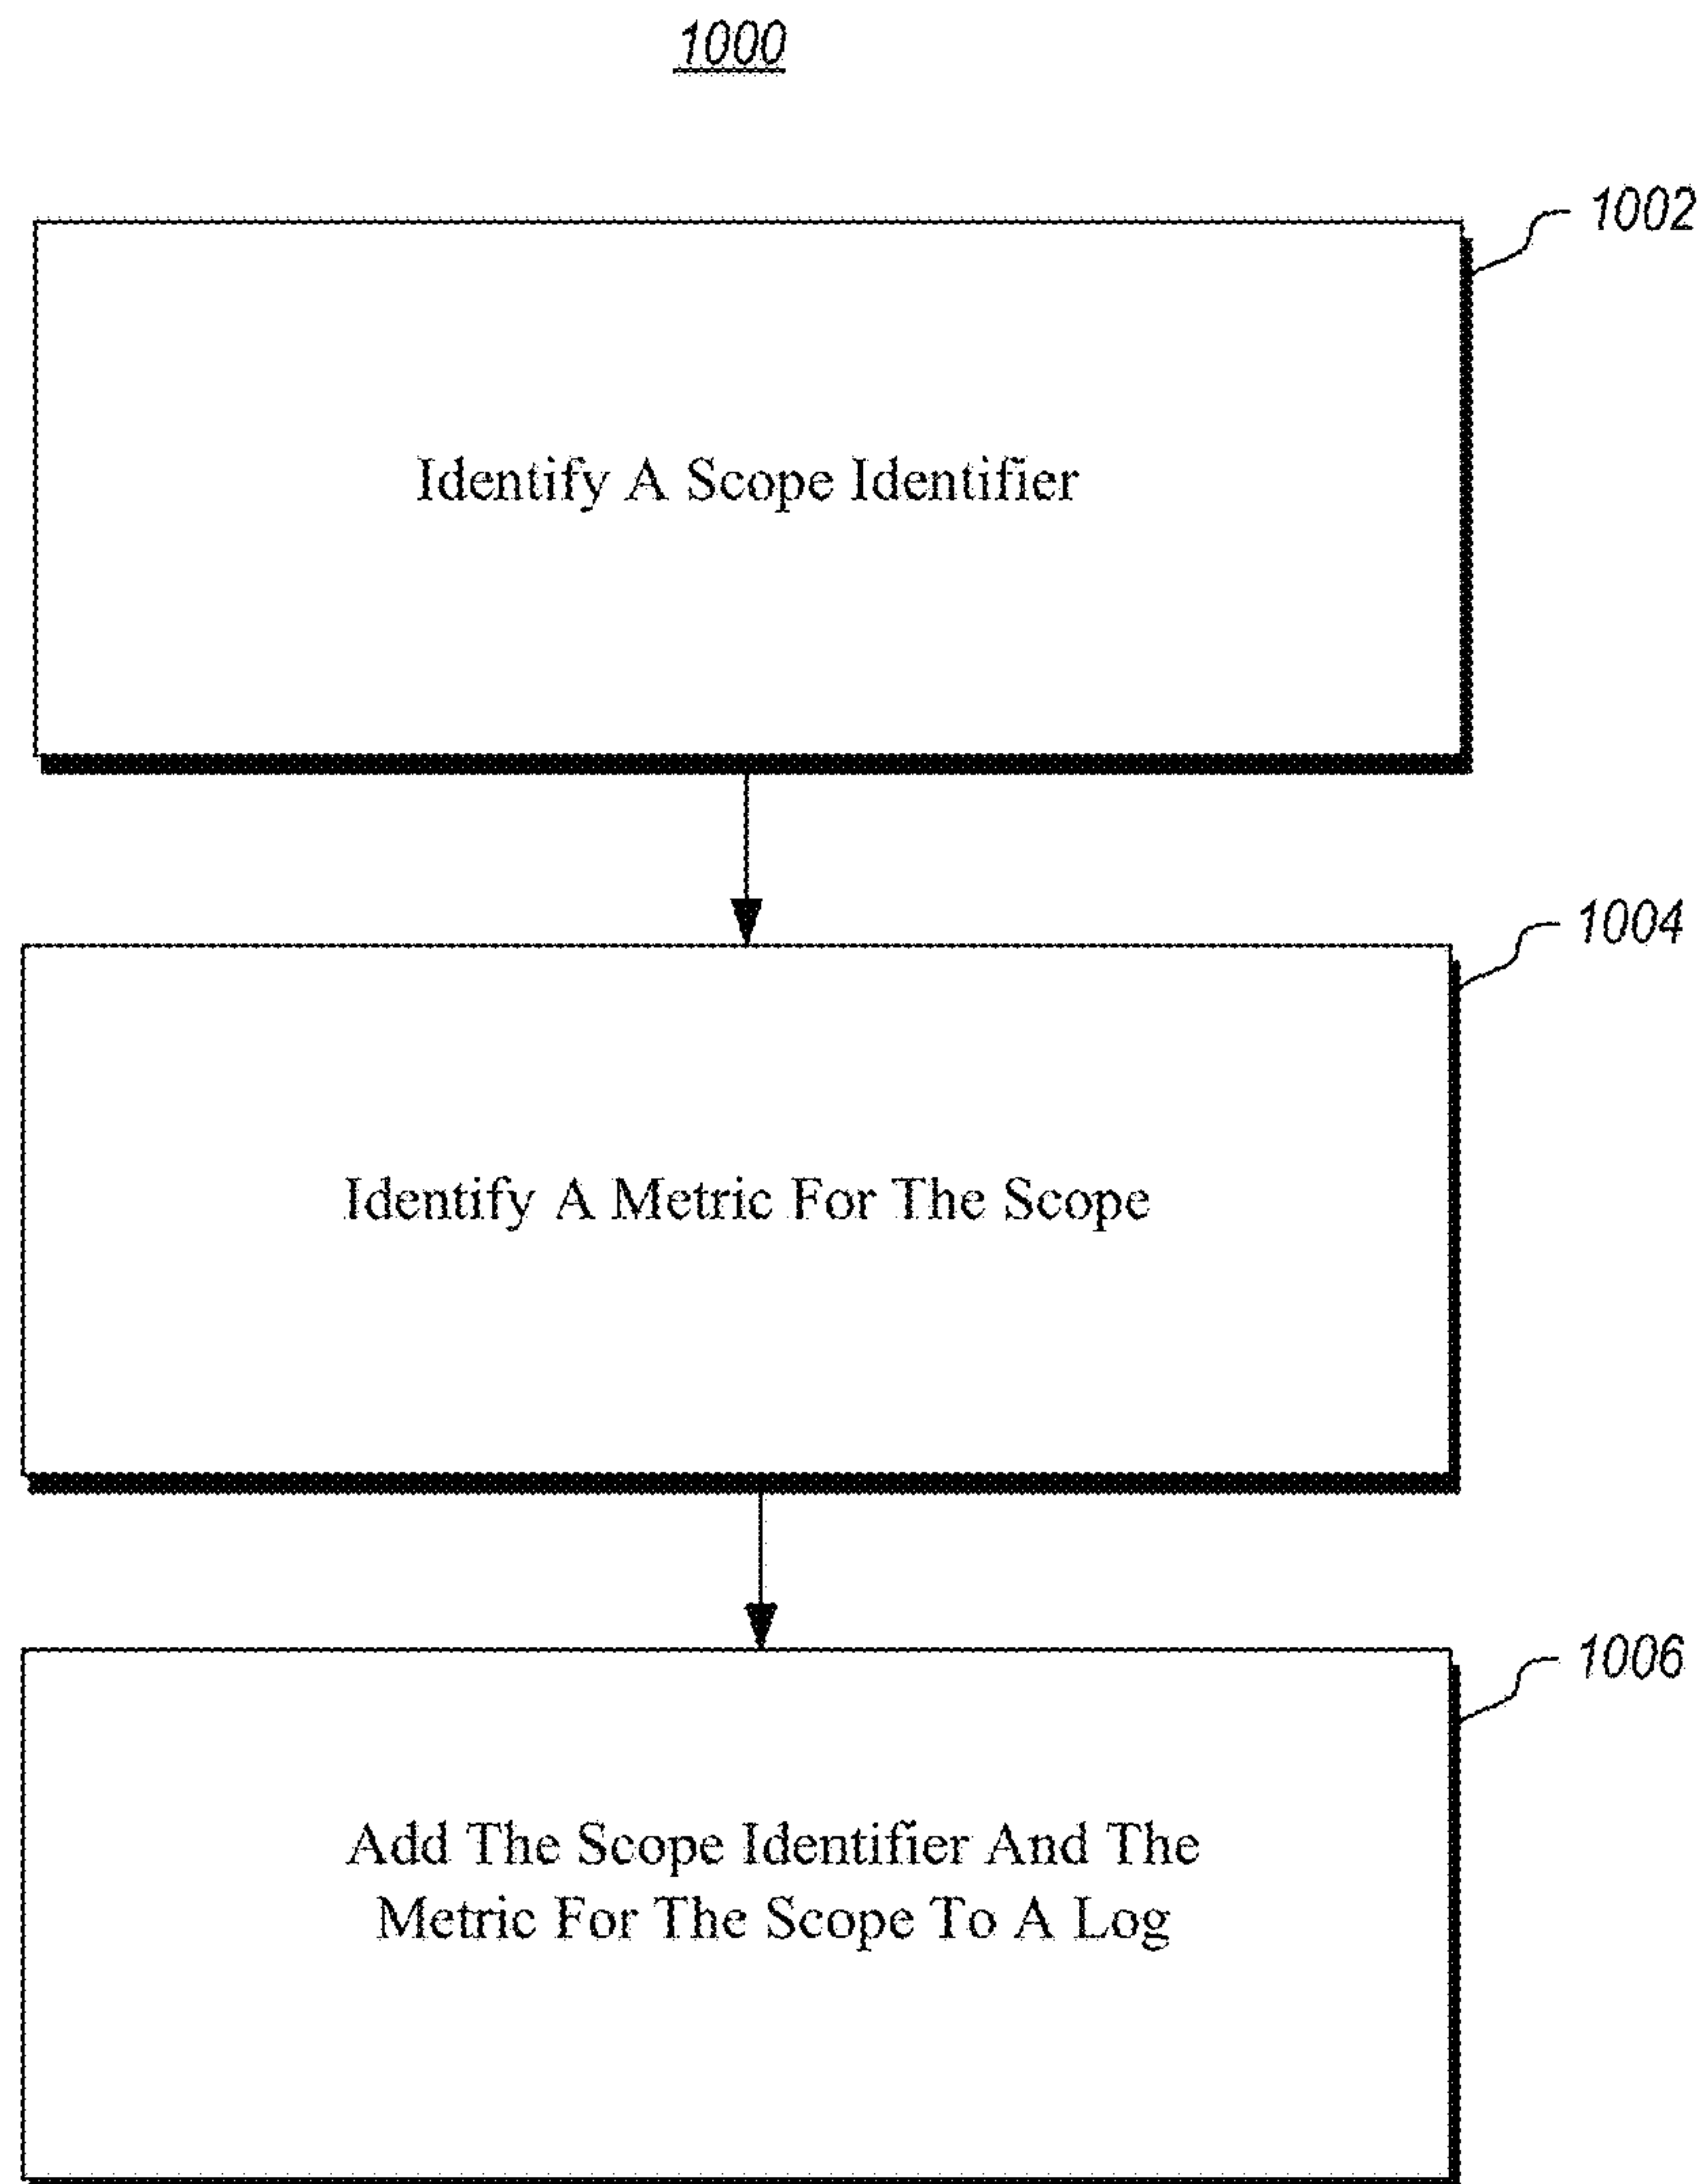 1000
1002
Identify A Scope Identifier
1004
Identify A Metric For The Scope
1006
Add The Scope Identifier And The
Metric For The Scope To A Log